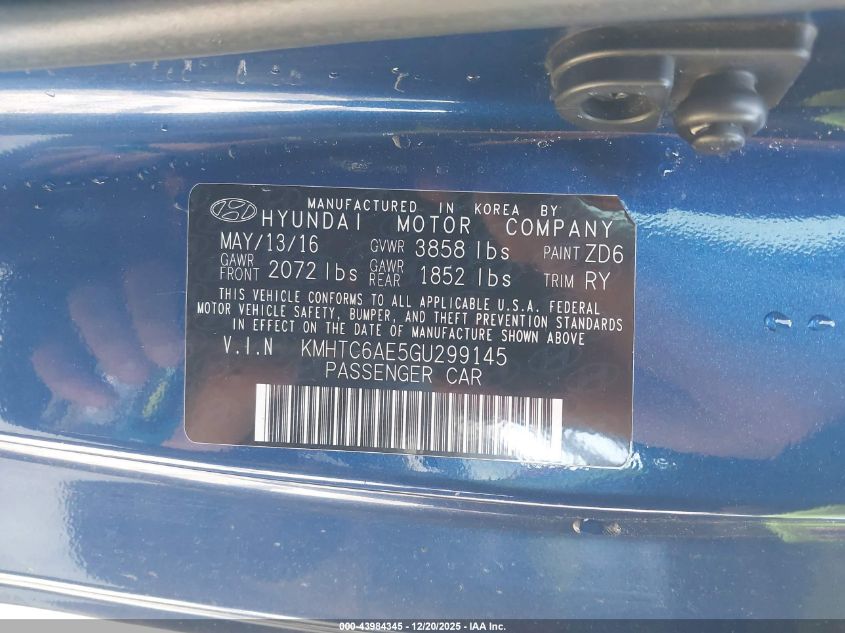 MANUFACTURED IN KOREA BY
HYUNDAI MOTOR COMPANY
MAY/13/16 GVWR 3858 lbs PAINT ZD6
GAWR FRONT 2072 lbs GAWR REAR 1852 lbs TRIM RY
THIS VEHICLE CONFORMS TO ALL APPLICABLE U.S.A. FEDERAL
MOTOR VEHICLE SAFETY, BUMPER, AND THEFT PREVENTION STANDARDS
IN EFFECT ON THE DATE OF MANUFACTURE SHOWN ABOVE
V.I.N KMHTC6AE5GU299145
PASSENGER CAR
000-43984345 - 12/20/2025 - IAA Inc.